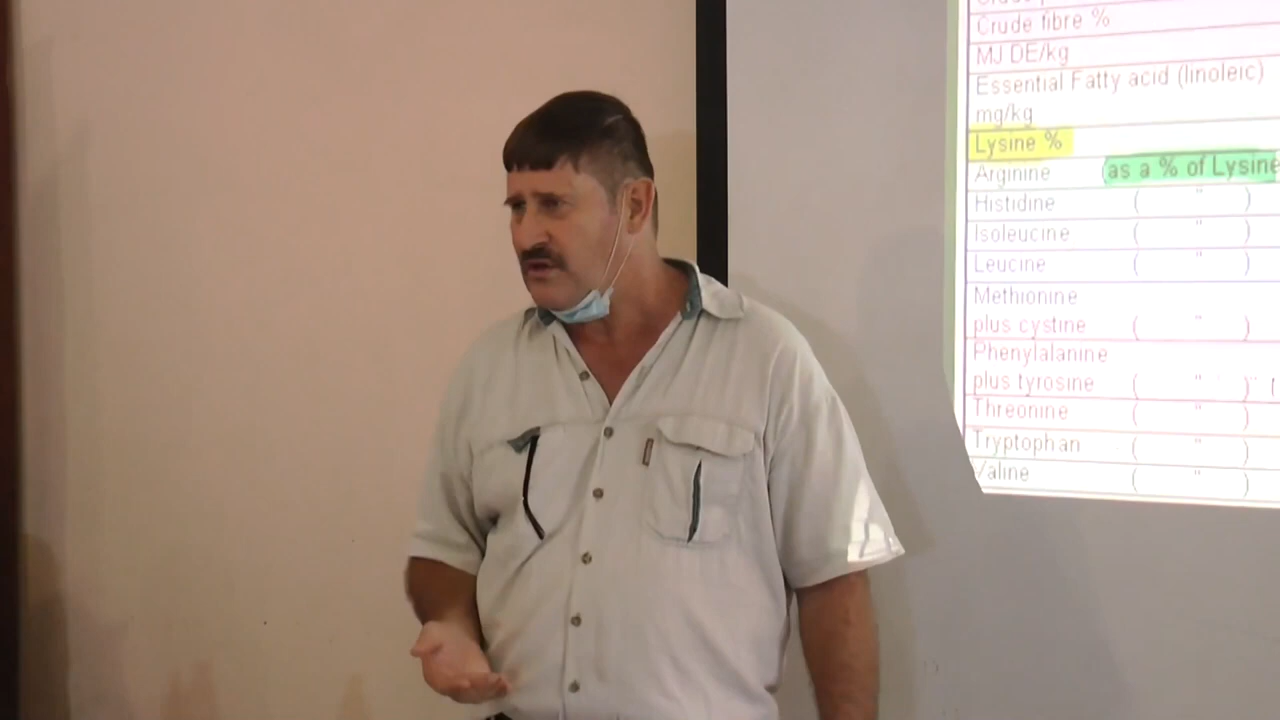 Crude fibre %
MJ DE/kg
Essential Fatty acid (linoleic)
mg/kg
Lysine %
Arginine (as a % of Lysine
Histidine ( " )
Isoleucine ( " )
Leucine ( " )
Methionine
plus cystine ( " )
Phenylalanine
plus tyrosine ( " )"
Threonine ( " )
Tryptophan ( " )
Valine ( " )